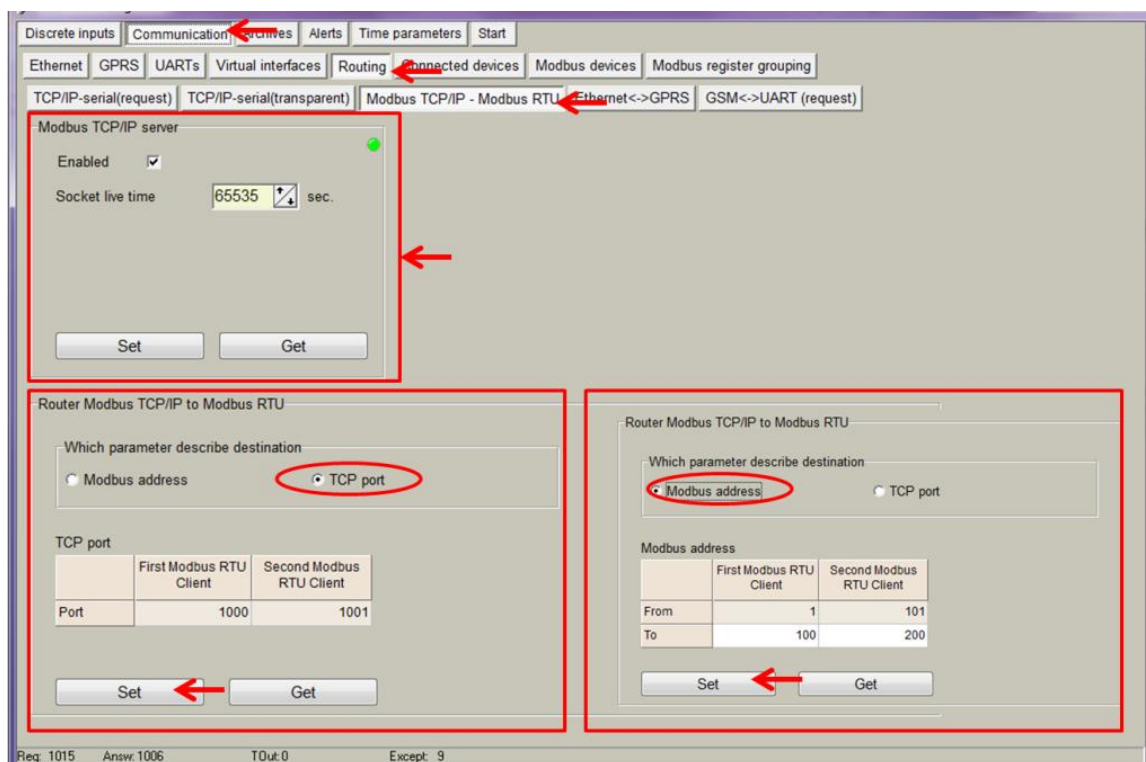 Discrete inputs Communication Archives Alerts Time parameters Start
Ethernet GPRS UARTs Virtual interfaces Routing Connected devices Modbus devices Modbus register grouping
TCP/IP-serial(request) TCP/IP-serial(transparent) Modbus TCP/IP - Modbus RTU Ethernet<->GPRS GSM<->UART (request)
Modbus TCP/IP server
Enabled
Socket live time 65535 sec.
Set Get
Router Modbus TCP/IP to Modbus RTU
Which parameter describe destination
Modbus address TCP port
TCP port
First Modbus RTU Client Second Modbus RTU Client
Port 1000 1001
Set Get
Router Modbus TCP/IP to Modbus RTU
Which parameter describe destination
Modbus address TCP port
Modbus address
First Modbus RTU Client Second Modbus RTU Client
From 1 101
To 100 200
Set Get
Req: 1015 Answ: 1006 TOut: 0 Except: 9